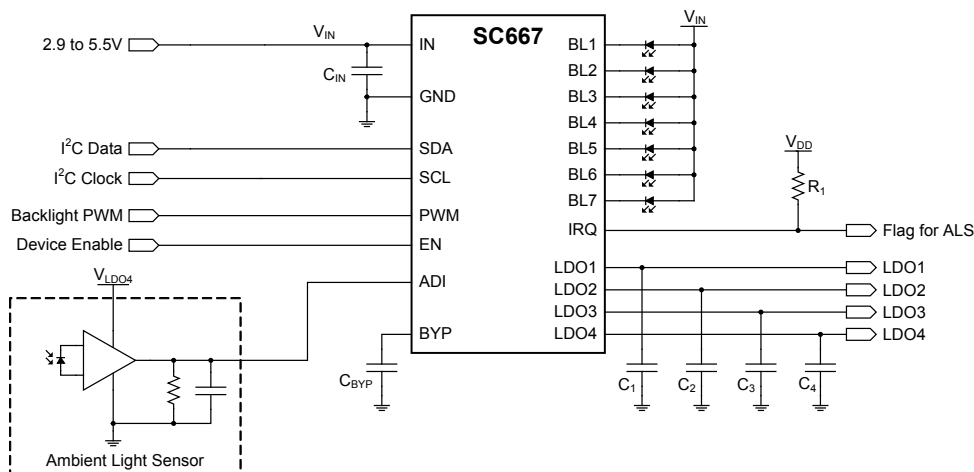 SC667
2.9 to 5.5V
V_IN
C_IN
IN
GND
I²C Data
SDA
I²C Clock
SCL
Backlight PWM
PWM
Device Enable
EN
ADI
BYP
C_BYP
V_LDO4
Ambient Light Sensor
V_IN
BL1
BL2
BL3
BL4
BL5
BL6
BL7
V_DD
R_1
IRQ
Flag for ALS
LDO1
LDO1
LDO2
LDO2
LDO3
LDO3
LDO4
LDO4
C_1
C_2
C_3
C_4